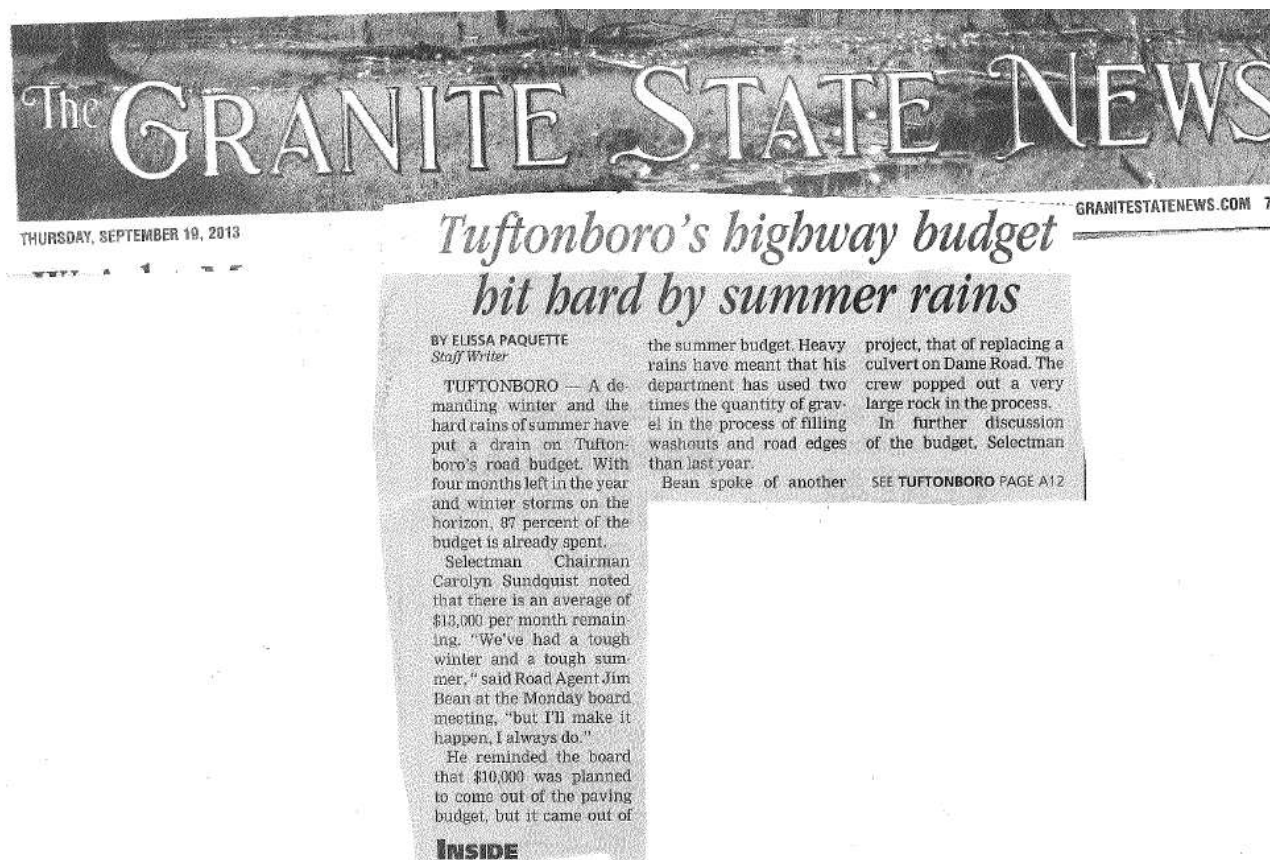 The GRANITE STATE NEWS
GRANITESTATENEWS.COM 7
THURSDAY, SEPTEMBER 19, 2013
Tuftonboro's highway budget
hit hard by summer rains
BY ELISSA PAQUETTE
Staff Writer
TUFTONBORO — A de-
manding winter and the
hard rains of summer have
put a drain on Tufton-
boro's road budget. With
four months left in the year
and winter storms on the
horizon, 87 percent of the
budget is already spent.
Selectman Chairman
Carolyn Sundquist noted
that there is an average of
$13,000 per month remain-
ing. "We've had a tough
winter and a tough sum-
mer," said Road Agent Jim
Bean at the Monday board
meeting, "but I'll make it
happen, I always do."
He reminded the board
that $10,000 was planned
to come out of the paving
budget, but it came out of
the summer budget. Heavy
rains have meant that his
department has used two
times the quantity of grav-
el in the process of filling
washouts and road edges
than last year.
Bean spoke of another
project, that of replacing a
culvert on Dame Road. The
crew popped out a very
large rock in the process.
In further discussion
of the budget, Selectman
SEE TUFTONBORO PAGE A12
INSIDE